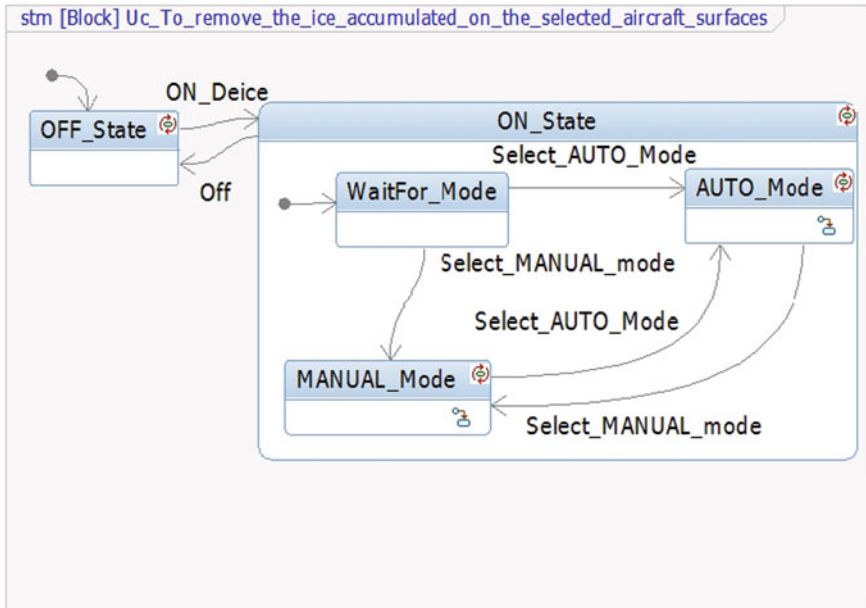 stm [Block] Uc_To_remove_the_ice_accumulated_on_the_selected_aircraft_surfaces
ON_Deice
OFF_State
ON_State
Off
Select_AUTO_Mode
WaitFor_Mode
AUTO_Mode
Select_MANUAL_mode
Select_AUTO_Mode
MANUAL_Mode
Select_MANUAL_mode